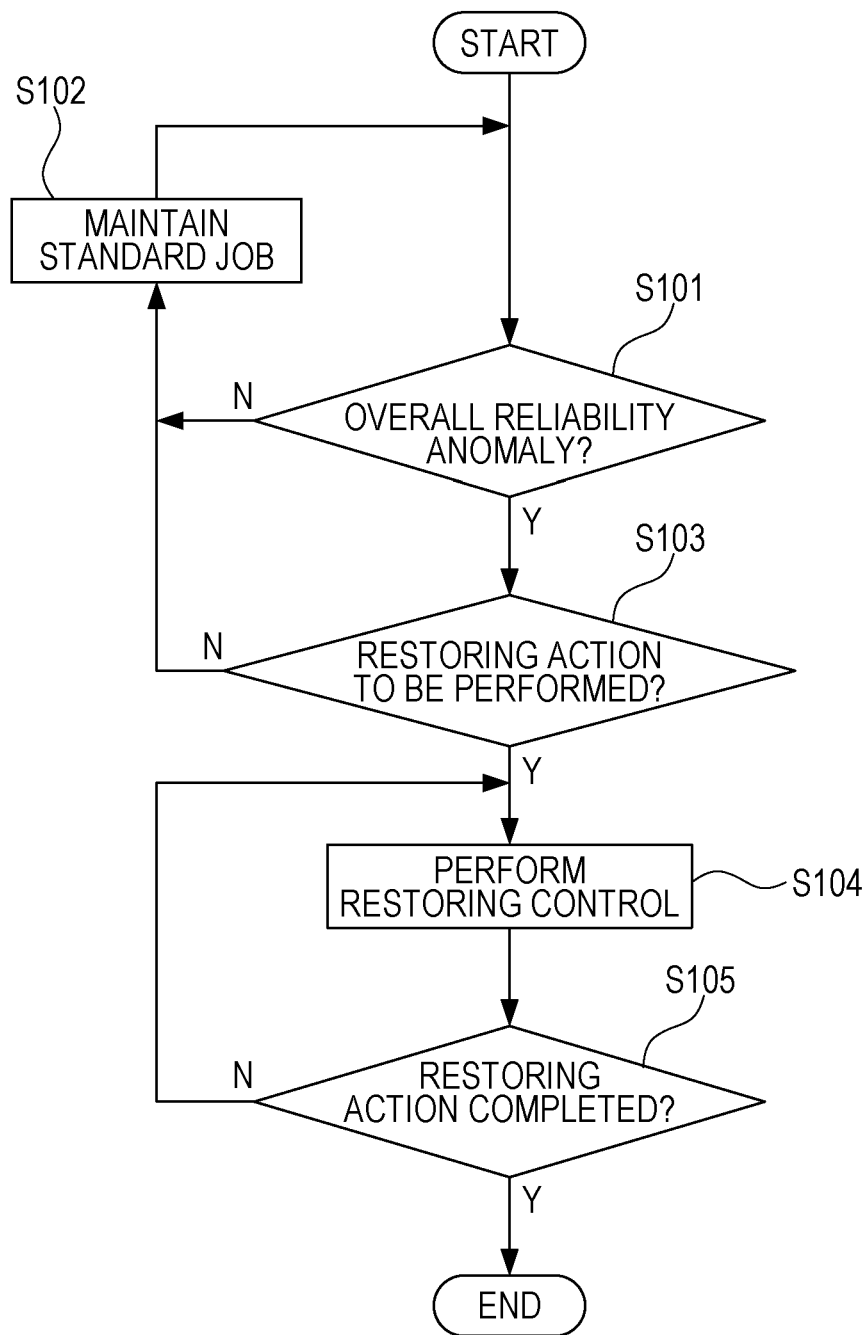 START
S102
MAINTAIN
STANDARD JOB
S101
N
OVERALL RELIABILITY
ANOMALY?
Y
S103
N
RESTORING ACTION
TO BE PERFORMED?
Y
PERFORM
RESTORING CONTROL
S104
S105
N
RESTORING
ACTION COMPLETED?
Y
END